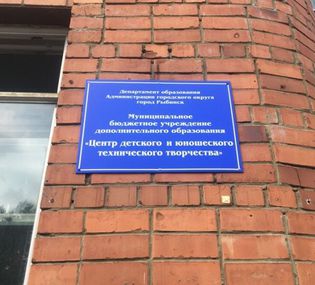 Департамент образования
Администрации городского округа
город Рыбинск
Муниципальное
бюджетное учреждение
дополнительного образования
«Центр детского и юношеского
технического творчества»